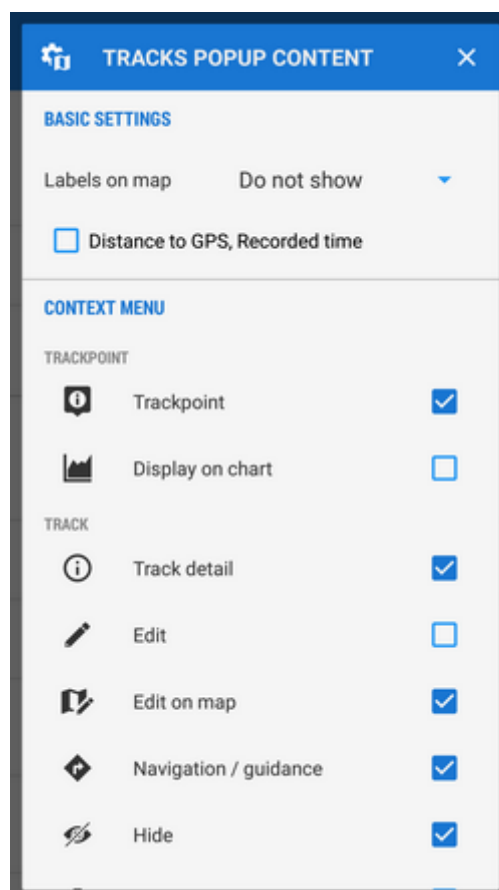 TRACKS POPUP CONTENT
BASIC SETTINGS
Labels on map Do not show
Distance to GPS, Recorded time
CONTEXT MENU
TRACKPOINT
Trackpoint
Display on chart
TRACK
Track detail
Edit
Edit on map
Navigation / guidance
Hide